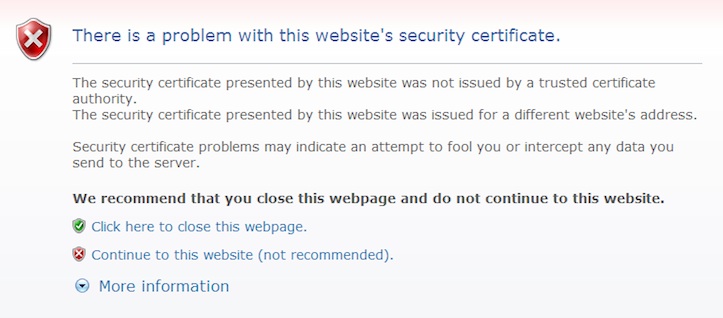 There is a problem with this website's security certificate.
The security certificate presented by this website was not issued by a trusted certificate
authority.
The security certificate presented by this website was issued for a different website's address.
Security certificate problems may indicate an attempt to fool you or intercept any data you
send to the server.
We recommend that you close this webpage and do not continue to this website.
Click here to close this webpage.
Continue to this website (not recommended).
More information